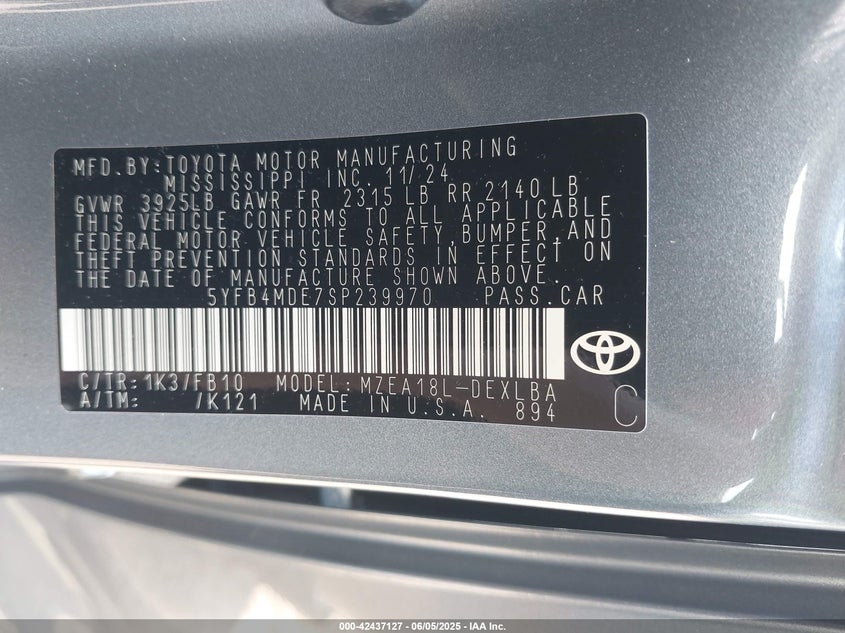 MFD. BY: TOYOTA MOTOR MANUFACTURING
MISSISSIPPI INC. 11/24
GVWR 3925LB GAWR FR 2315 LB RR 2140 LB
THIS VEHICLE CONFORMS TO ALL APPLICABLE
FEDERAL MOTOR VEHICLE SAFETY, BUMPER, AND
THEFT PREVENTION STANDARDS IN EFFECT ON
THE DATE OF MANUFACTURE SHOWN ABOVE.
5YFB4MDE7SP239970 PASS. CAR
C/TR: 1K3/FB10 MODEL: MZEA18L-DEXLBA
A/TM: /K121 MADE IN U.S.A. 894 C
000-42437127 - 06/05/2025 - IAA Inc.